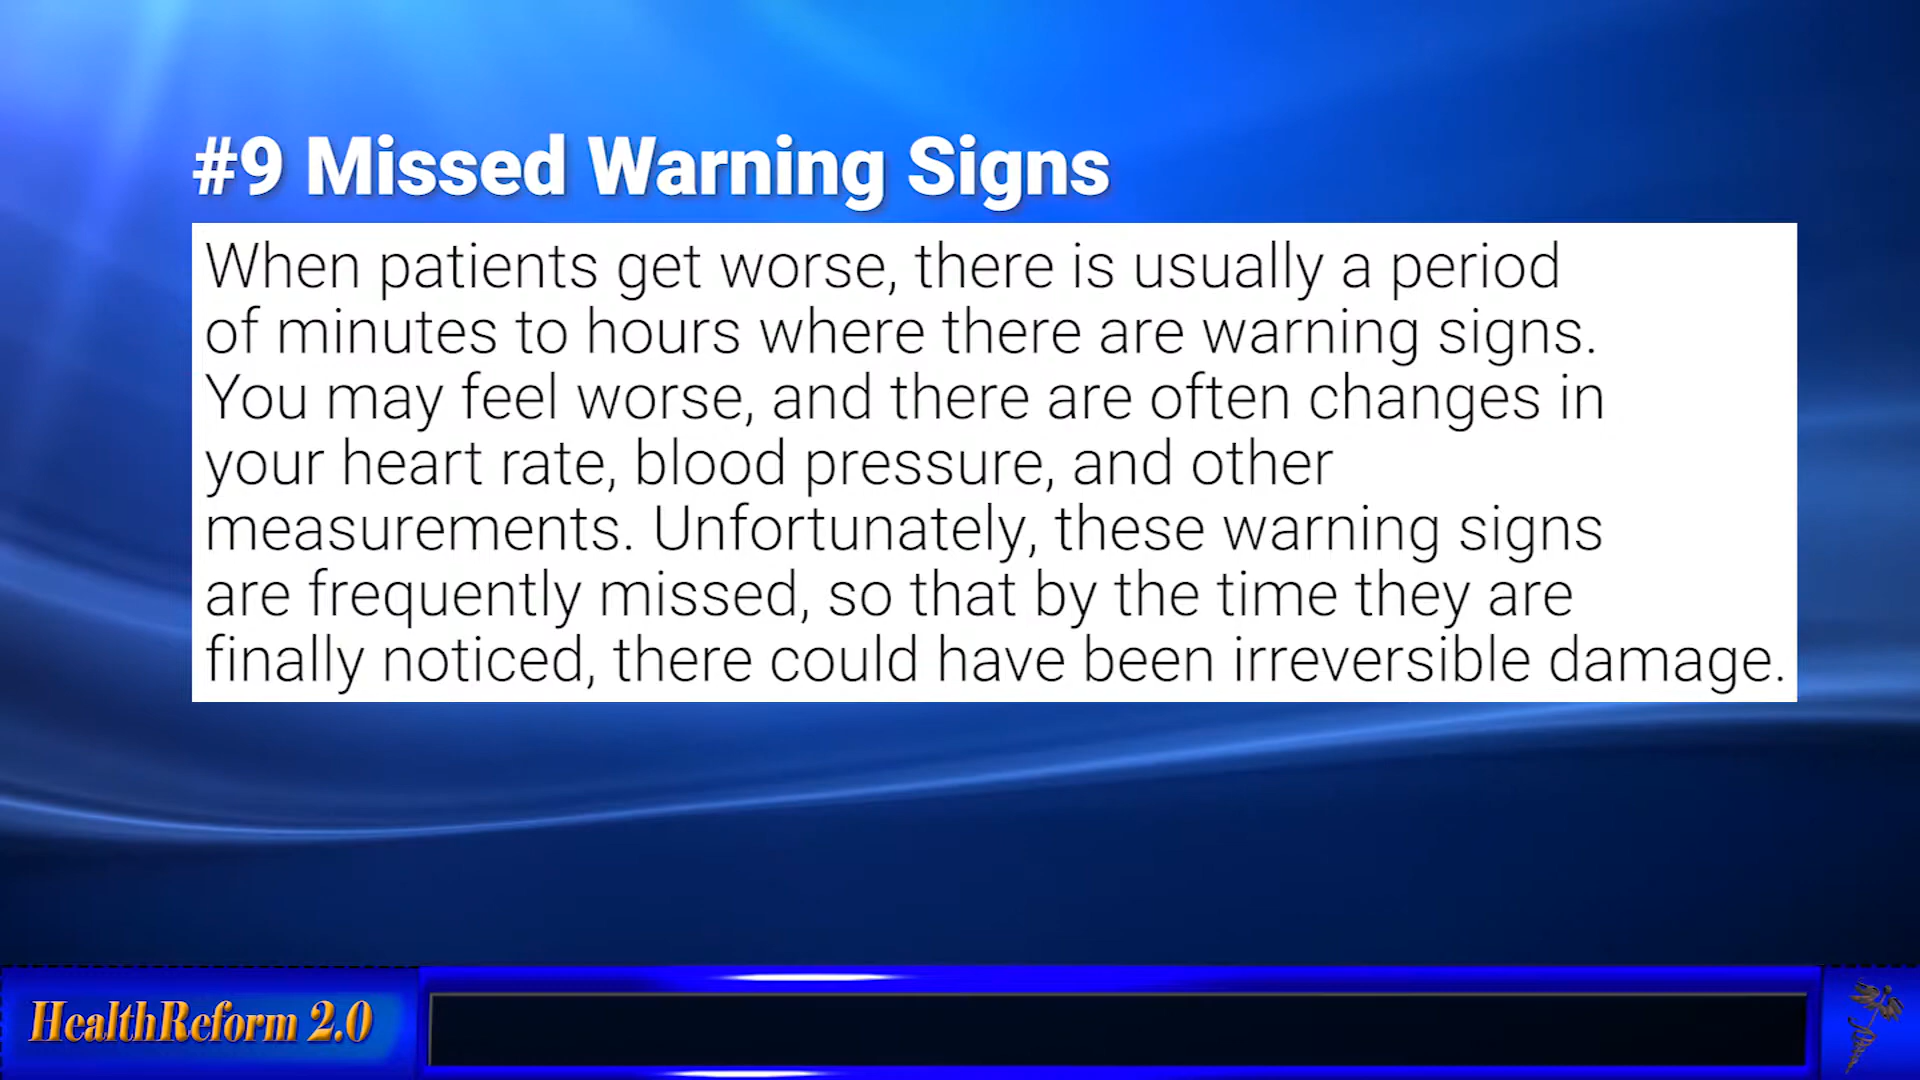 #9 Missed Warning Signs
When patients get worse, there is usually a period
of minutes to hours where there are warning signs.
You may feel worse, and there are often changes in
your heart rate, blood pressure, and other
measurements. Unfortunately, these warning signs
are frequently missed, so that by the time they are
finally noticed, there could have been irreversible damage.
HealthReform 2.0